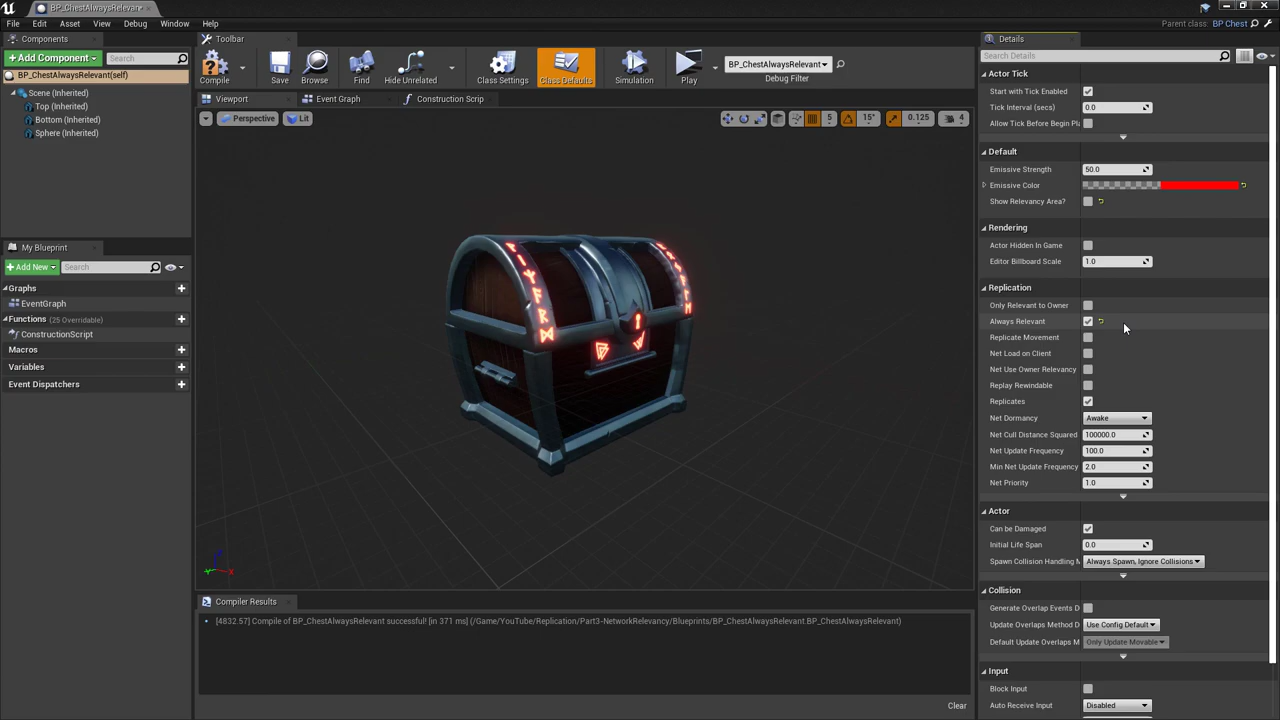 BP_ChestAlwaysRelevan
File Edit Asset View Debug Window Help
Parent class: BP Chest
Components
+ Add Component
Search
BP_ChestAlwaysRelevant(self)
Scene (Inherited)
Top (Inherited)
Bottom (Inherited)
Sphere (Inherited)
My Blueprint
+ Add New
Search
Graphs
EventGraph
Functions (25 Overridable)
ConstructionScript
Macros
Variables
Event Dispatchers
Toolbar
Compile
Save
Browse
Find
Hide Unrelated
Class Settings
Class Defaults
Simulation
Play
BP_ChestAlwaysRelevant
Debug Filter
Viewport
Event Graph
Construction Scrip
Perspective
Lit
5
15°
0.125
4
Compiler Results
[4832.57] Compile of BP_ChestAlwaysRelevant successful! [in 371 ms] (/Game/YouTube/Replication/Part3-NetworkRelevancy/Blueprints/BP_ChestAlwaysRelevant.BP_ChestAlwaysRelevant)
Clear
Details
Search Details
Actor Tick
Start with Tick Enabled
Tick Interval (secs) 0.0
Allow Tick Before Begin Pla
Default
Emissive Strength 50.0
Emissive Color
Show Relevancy Area?
Rendering
Actor Hidden In Game
Editor Billboard Scale 1.0
Replication
Only Relevant to Owner
Always Relevant
Replicate Movement
Net Load on Client
Net Use Owner Relevancy
Replay Rewindable
Replicates
Net Dormancy Awake
Net Cull Distance Squared 100000.0
Net Update Frequency 100.0
Min Net Update Frequency 2.0
Net Priority 1.0
Actor
Can be Damaged
Initial Life Span 0.0
Spawn Collision Handling M Always Spawn, Ignore Collisions
Collision
Generate Overlap Events D
Update Overlaps Method D Use Config Default
Default Update Overlaps M Only Update Movable
Input
Block Input
Auto Receive Input Disabled